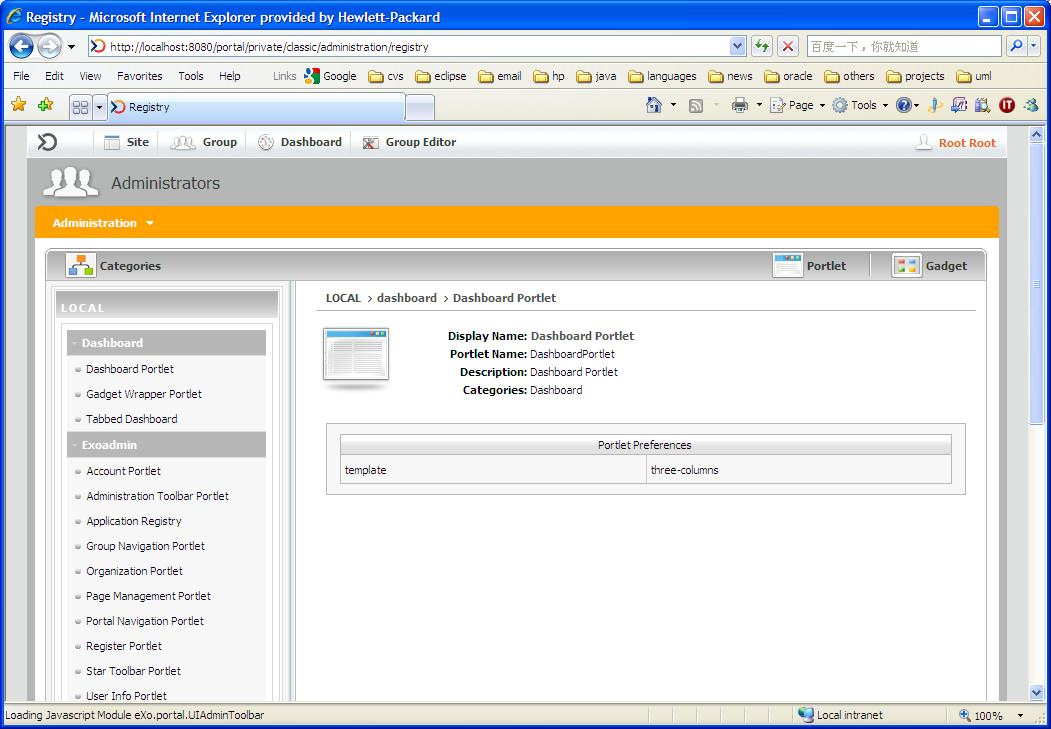 Registry - Microsoft Internet Explorer provided by Hewlett-Packard
http://localhost:8080/portal/private/classic/administration/registry
百度一下，你就知道
File Edit View Favorites Tools Help Links Google cvs eclipse email hp java languages news oracle others projects uml
Registry Page Tools
Site Group Dashboard Group Editor Root Root
Administrators
Administration
Categories Portlet Gadget
LOCAL > dashboard > Dashboard Portlet
LOCAL
Dashboard
Dashboard Portlet
Gadget Wrapper Portlet
Tabbed Dashboard
Exoadmin
Account Portlet
Administration Toolbar Portlet
Application Registry
Group Navigation Portlet
Organization Portlet
Page Management Portlet
Portal Navigation Portlet
Register Portlet
Star Toolbar Portlet
User Info Portlet
Display Name: Dashboard Portlet
Portlet Name: DashboardPortlet
Description: Dashboard Portlet
Categories: Dashboard
Portlet Preferences
template three-columns
Loading Javascript Module eXo.portal.UIAdminToolbar Local intranet 100%